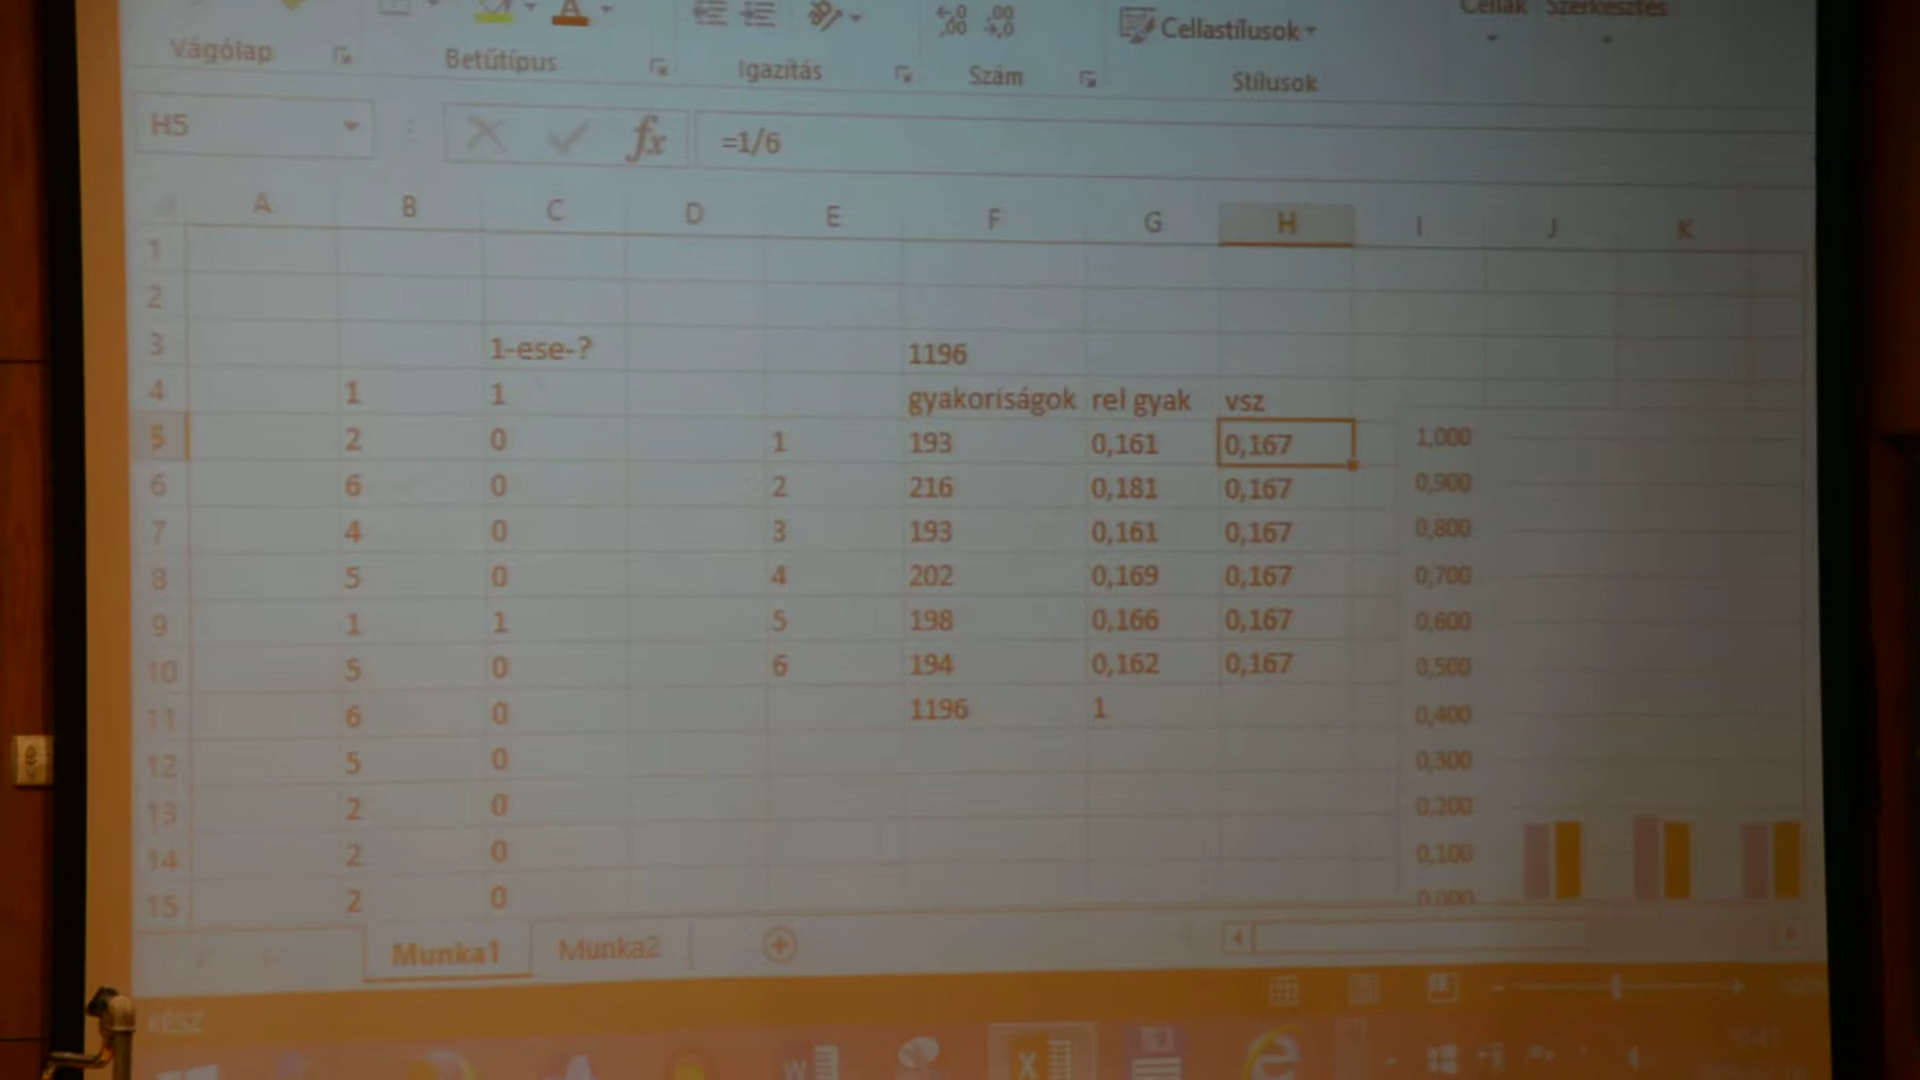 Cellák Szerkesztés
Cellastílusok
Vágólap Betűtípus Igazítás Szám Stílusok
H5 fx =1/6
A B C D E F G H I J K
1
2
3 1-ese-? 1196
4 1 1 gyakoriságok rel gyak vsz
5 2 0 1 193 0,161 0,167 1,000
6 6 0 2 216 0,181 0,167 0,900
7 4 0 3 193 0,161 0,167 0,800
8 5 0 4 202 0,169 0,167 0,700
9 1 1 5 198 0,166 0,167 0,600
10 5 0 6 194 0,162 0,167 0,500
11 6 0 1196 1 0,400
12 5 0 0,300
13 2 0 0,200
14 2 0 0,100
15 2 0 0,000
Munka1 Munka2
KÉSZ